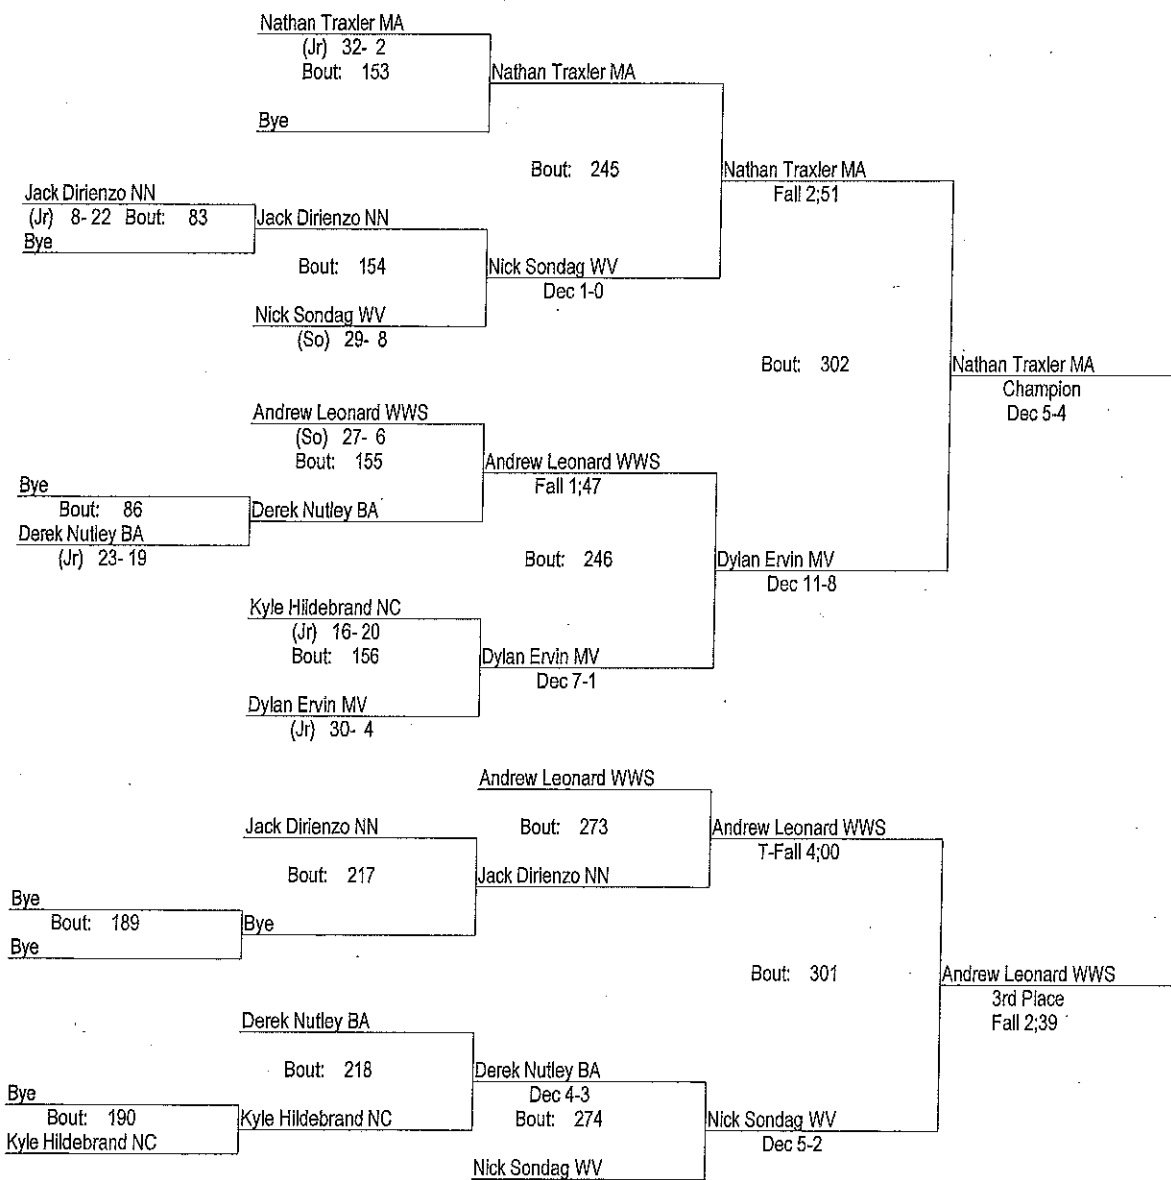 Nathan Traxler MA
(Jr) 32- 2
Bout: 153
Nathan Traxler MA
Bye
Bout: 245
Nathan Traxler MA
Fall 2;51
Jack Dirienzo NN
(Jr) 8- 22 Bout: 83
Bye
Jack Dirienzo NN
Bout: 154
Nick Sondag WV
Dec 1-0
Nick Sondag WV
(So) 29- 8
Bout: 302
Nathan Traxler MA
Champion
Dec 5-4
Andrew Leonard WWS
(So) 27- 6
Bout: 155
Andrew Leonard WWS
Fall 1;47
Bye
Bout: 86
Derek Nutley BA
(Jr) 23- 19
Derek Nutley BA
Bout: 246
Dylan Ervin MV
Dec 11-8
Kyle Hildebrand NC
(Jr) 16- 20
Bout: 156
Dylan Ervin MV
Dec 7-1
Dylan Ervin MV
(Jr) 30- 4
Andrew Leonard WWS
Jack Dirienzo NN
Bout: 273
Andrew Leonard WWS
T-Fall 4;00
Bout: 217
Jack Dirienzo NN
Bye
Bout: 189
Bye
Bye
Bout: 301
Andrew Leonard WWS
3rd Place
Fall 2;39
Derek Nutley BA
Bout: 218
Derek Nutley BA
Dec 4-3
Bye
Bout: 190
Kyle Hildebrand NC
Kyle Hildebrand NC
Bout: 274
Nick Sondag WV
Dec 5-2
Nick Sondag WV